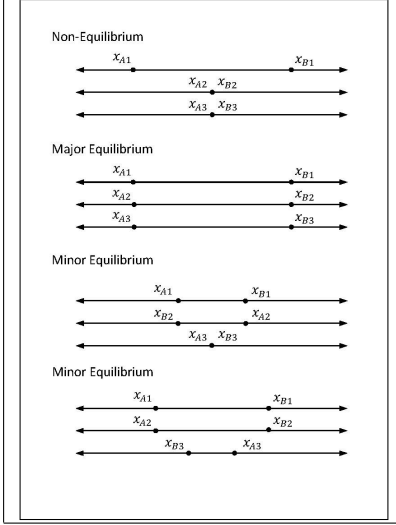 Non-Equilibrium
x_{A1} x_{B1}
x_{A2} x_{B2}
x_{A3} x_{B3}
Major Equilibrium
x_{A1} x_{B1}
x_{A2} x_{B2}
x_{A3} x_{B3}
Minor Equilibrium
x_{A1} x_{B1}
x_{B2} x_{A2}
x_{A3} x_{B3}
Minor Equilibrium
x_{A1} x_{B1}
x_{A2} x_{B2}
x_{B3} x_{A3}